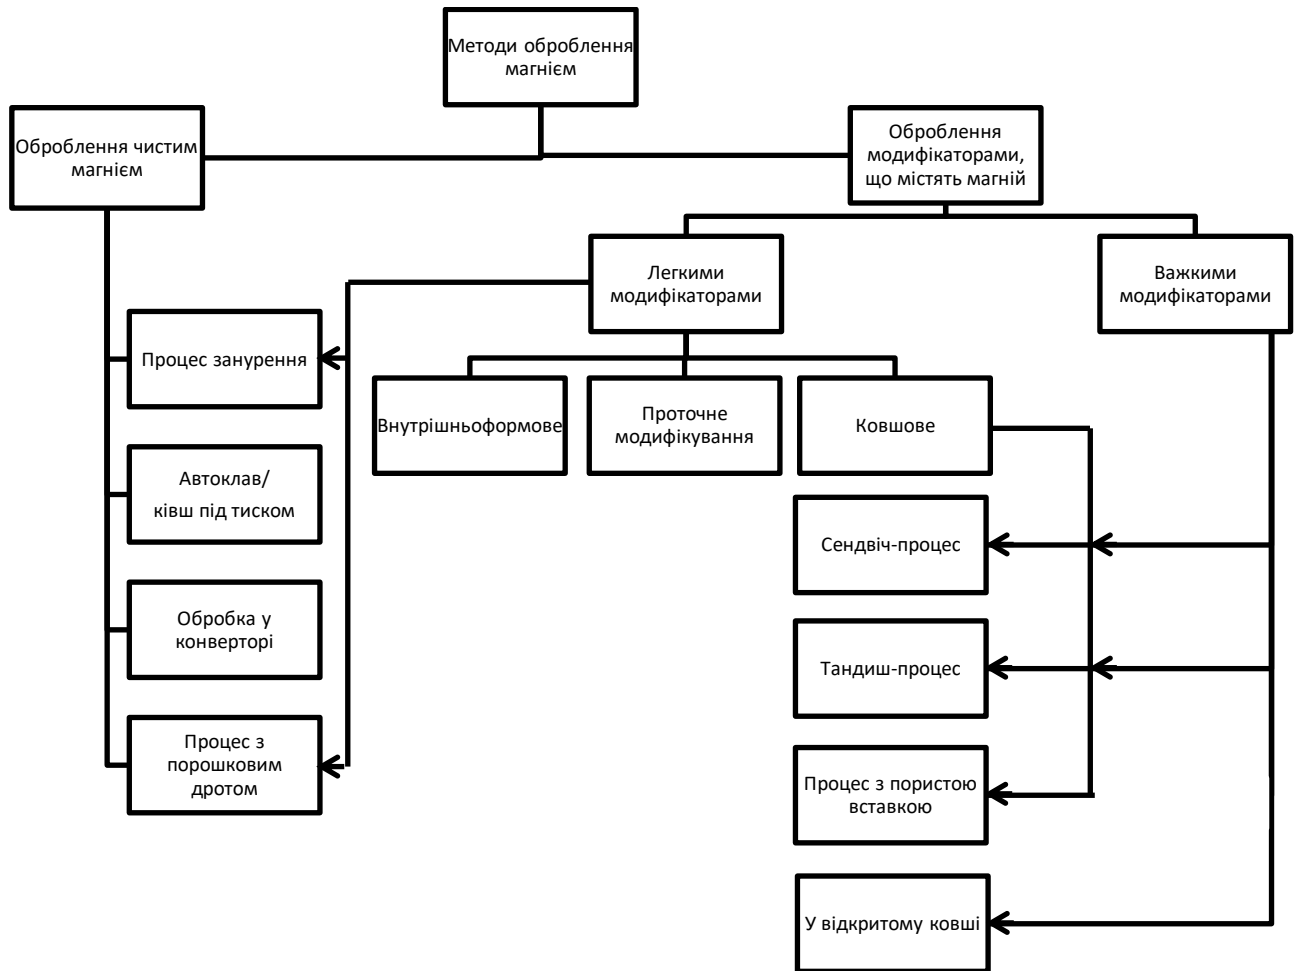 Методи оброблення
магнієм
Оброблення чистим
магнієм
Оброблення
модифікаторами,
що містять магній
Легкими
модифікаторами
Важкими
модифікаторами
Процес занурення
Автоклав/
ківш під тиском
Обробка у
конверторі
Процес з
порошковим
дротом
Внутрішньоформове
Проточне
модифікування
Ковшове
Сендвіч-процес
Тандиш-процес
Процес з пористою
вставкою
У відкритому ковші